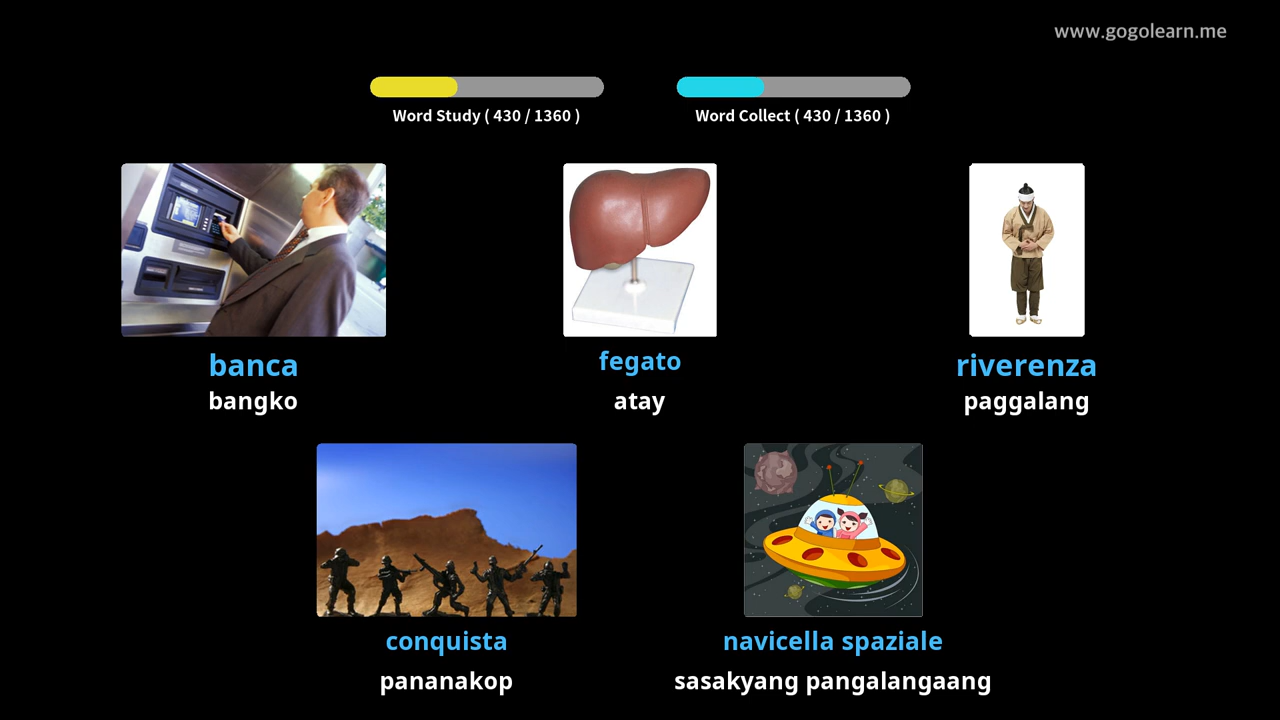 www.gogolearn.me
Word Study ( 430 / 1360 )
Word Collect ( 430 / 1360 )
banca
bangko
fegato
atay
riverenza
paggalang
conquista
pananakop
navicella spaziale
sasakyang pangalangaang